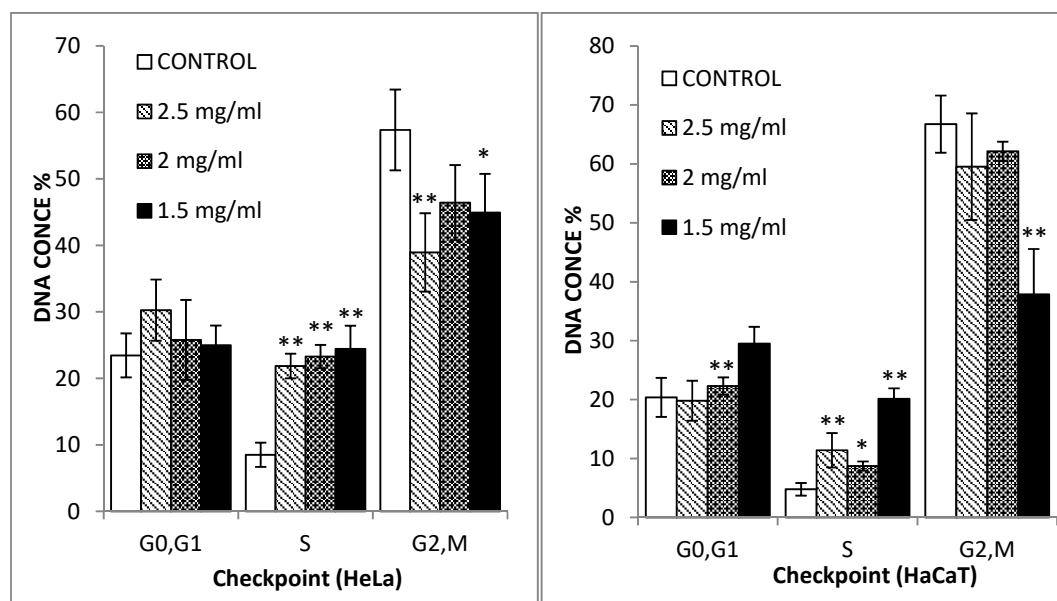 70
60
50
40
30
20
10
0
DNA CONCE %
CONTROL
2.5 mg/ml
2 mg/ml
1.5 mg/ml
** ** **
** *
G0,G1 S G2,M
Checkpoint (HeLa)
80
70
60
50
40
30
20
10
0
DNA CONCE %
CONTROL
2.5 mg/ml
2 mg/ml
1.5 mg/ml
**
** * **
**
G0,G1 S G2,M
Checkpoint (HaCaT)